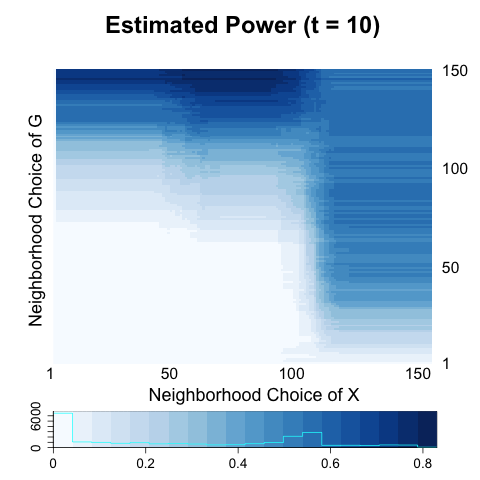 Estimated Power (t = 10)
Neighborhood Choice of G
150
100
50
1
1 50 100 150
Neighborhood Choice of X
0 6000
0 0.2 0.4 0.6 0.8